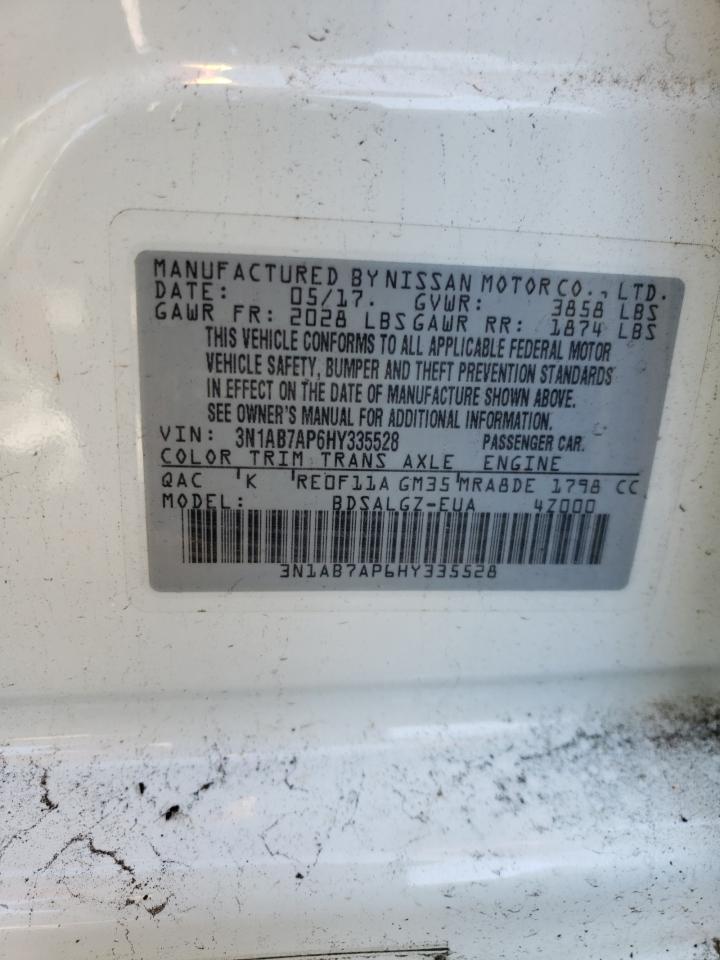 MANUFACTURED BY NISSAN MOTOR CO., LTD.
DATE: 05/17. GVWR: 3858 LBS
GAWR FR: 2028 LBS GAWR RR: 1874 LBS
THIS VEHICLE CONFORMS TO ALL APPLICABLE FEDERAL MOTOR
VEHICLE SAFETY, BUMPER AND THEFT PREVENTION STANDARDS
IN EFFECT ON THE DATE OF MANUFACTURE SHOWN ABOVE.
SEE OWNER'S MANUAL FOR ADDITIONAL INFORMATION.
VIN: 3N1AB7AP6HY335528 PASSENGER CAR.
COLOR TRIM TRANS AXLE ENGINE
QAC K RE0F11A GM35 MRA8DE 1798 CC
MODEL: BDSALGZ-EUA 4Z000
3N1AB7AP6HY335528